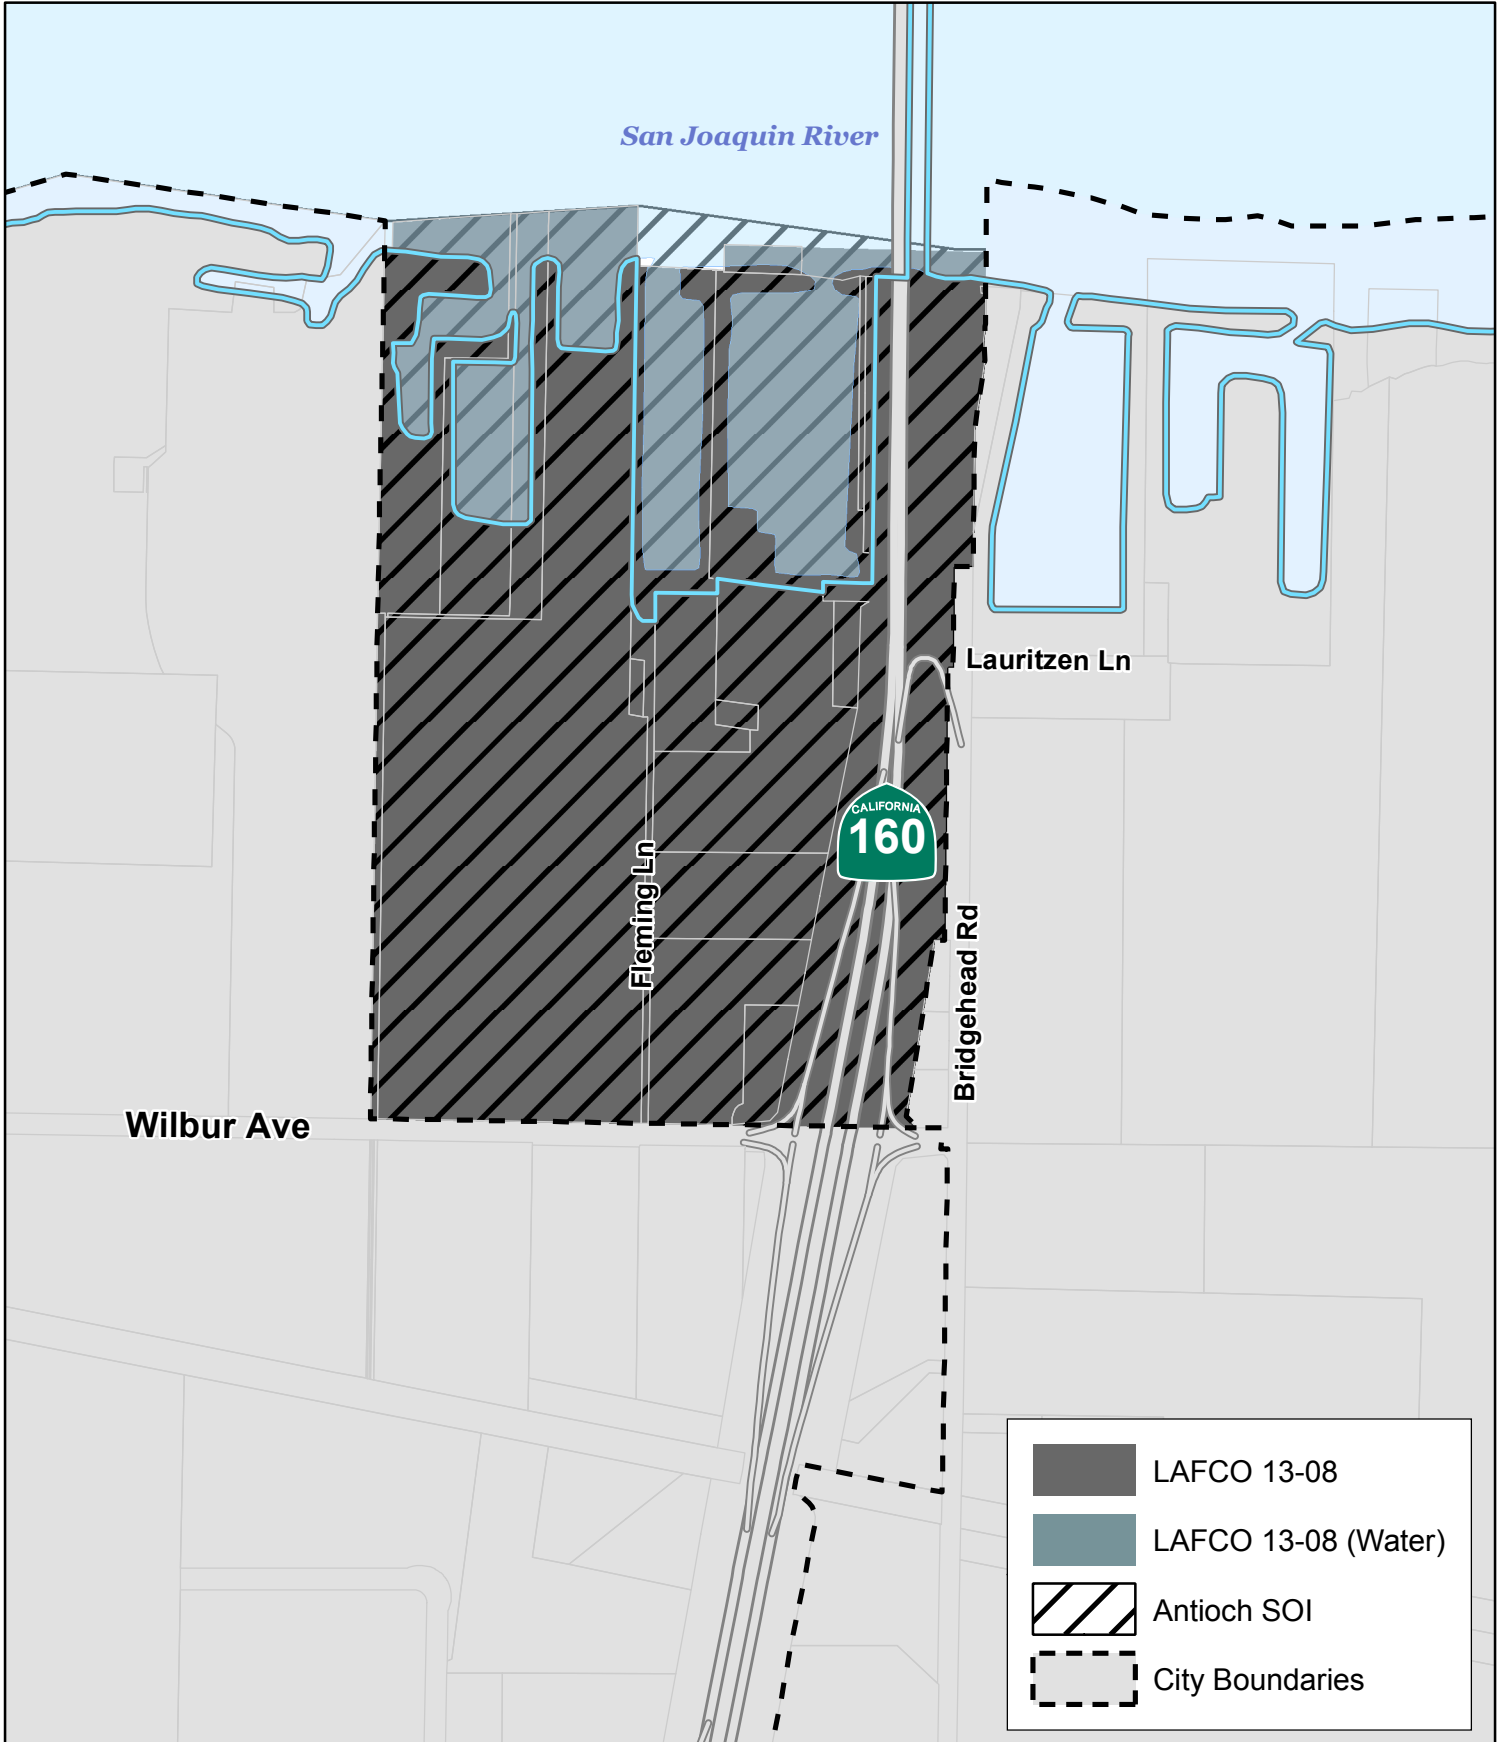 San Joaquin River
Lauritzen Ln
CALIFORNIA
160
Fleming Ln
Bridgehead Rd
Wilbur Ave
LAFCO 13-08
LAFCO 13-08 (Water)
Antioch SOI
City Boundaries